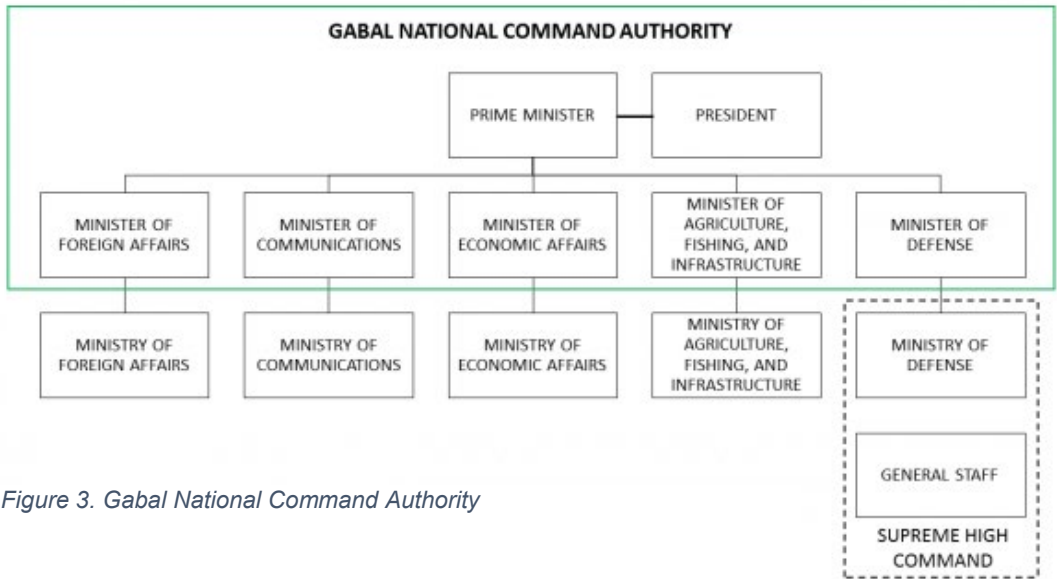 GABAL NATIONAL COMMAND AUTHORITY
PRIME MINISTER
PRESIDENT
MINISTER OF
FOREIGN AFFAIRS
MINISTER OF
COMMUNICATIONS
MINISTER OF
ECONOMIC AFFAIRS
MINISTER OF
AGRICULTURE,
FISHING, AND
INFRASTRUCTURE
MINISTER OF
DEFENSE
MINISTRY OF
FOREIGN AFFAIRS
MINISTRY OF
COMMUNICATIONS
MINISTRY OF
ECONOMIC AFFAIRS
MINISTRY OF
AGRICULTURE,
FISHING, AND
INFRASTRUCTURE
MINISTRY OF
DEFENSE
GENERAL STAFF
SUPREME HIGH
COMMAND
Figure 3. Gabal National Command Authority